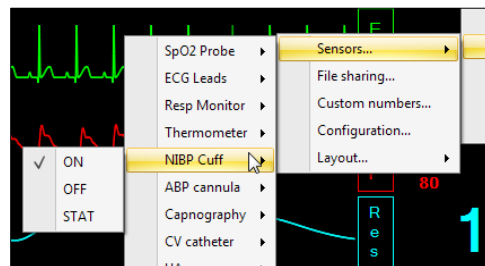 SpO2 Probe
ECG Leads
Resp Monitor
Thermometer
NIBP Cuff
ABP cannula
Capnography
CV catheter
ON
OFF
STAT
Sensors...
File sharing...
Custom numbers...
Configuration...
Layout...
80
R
e
s
1